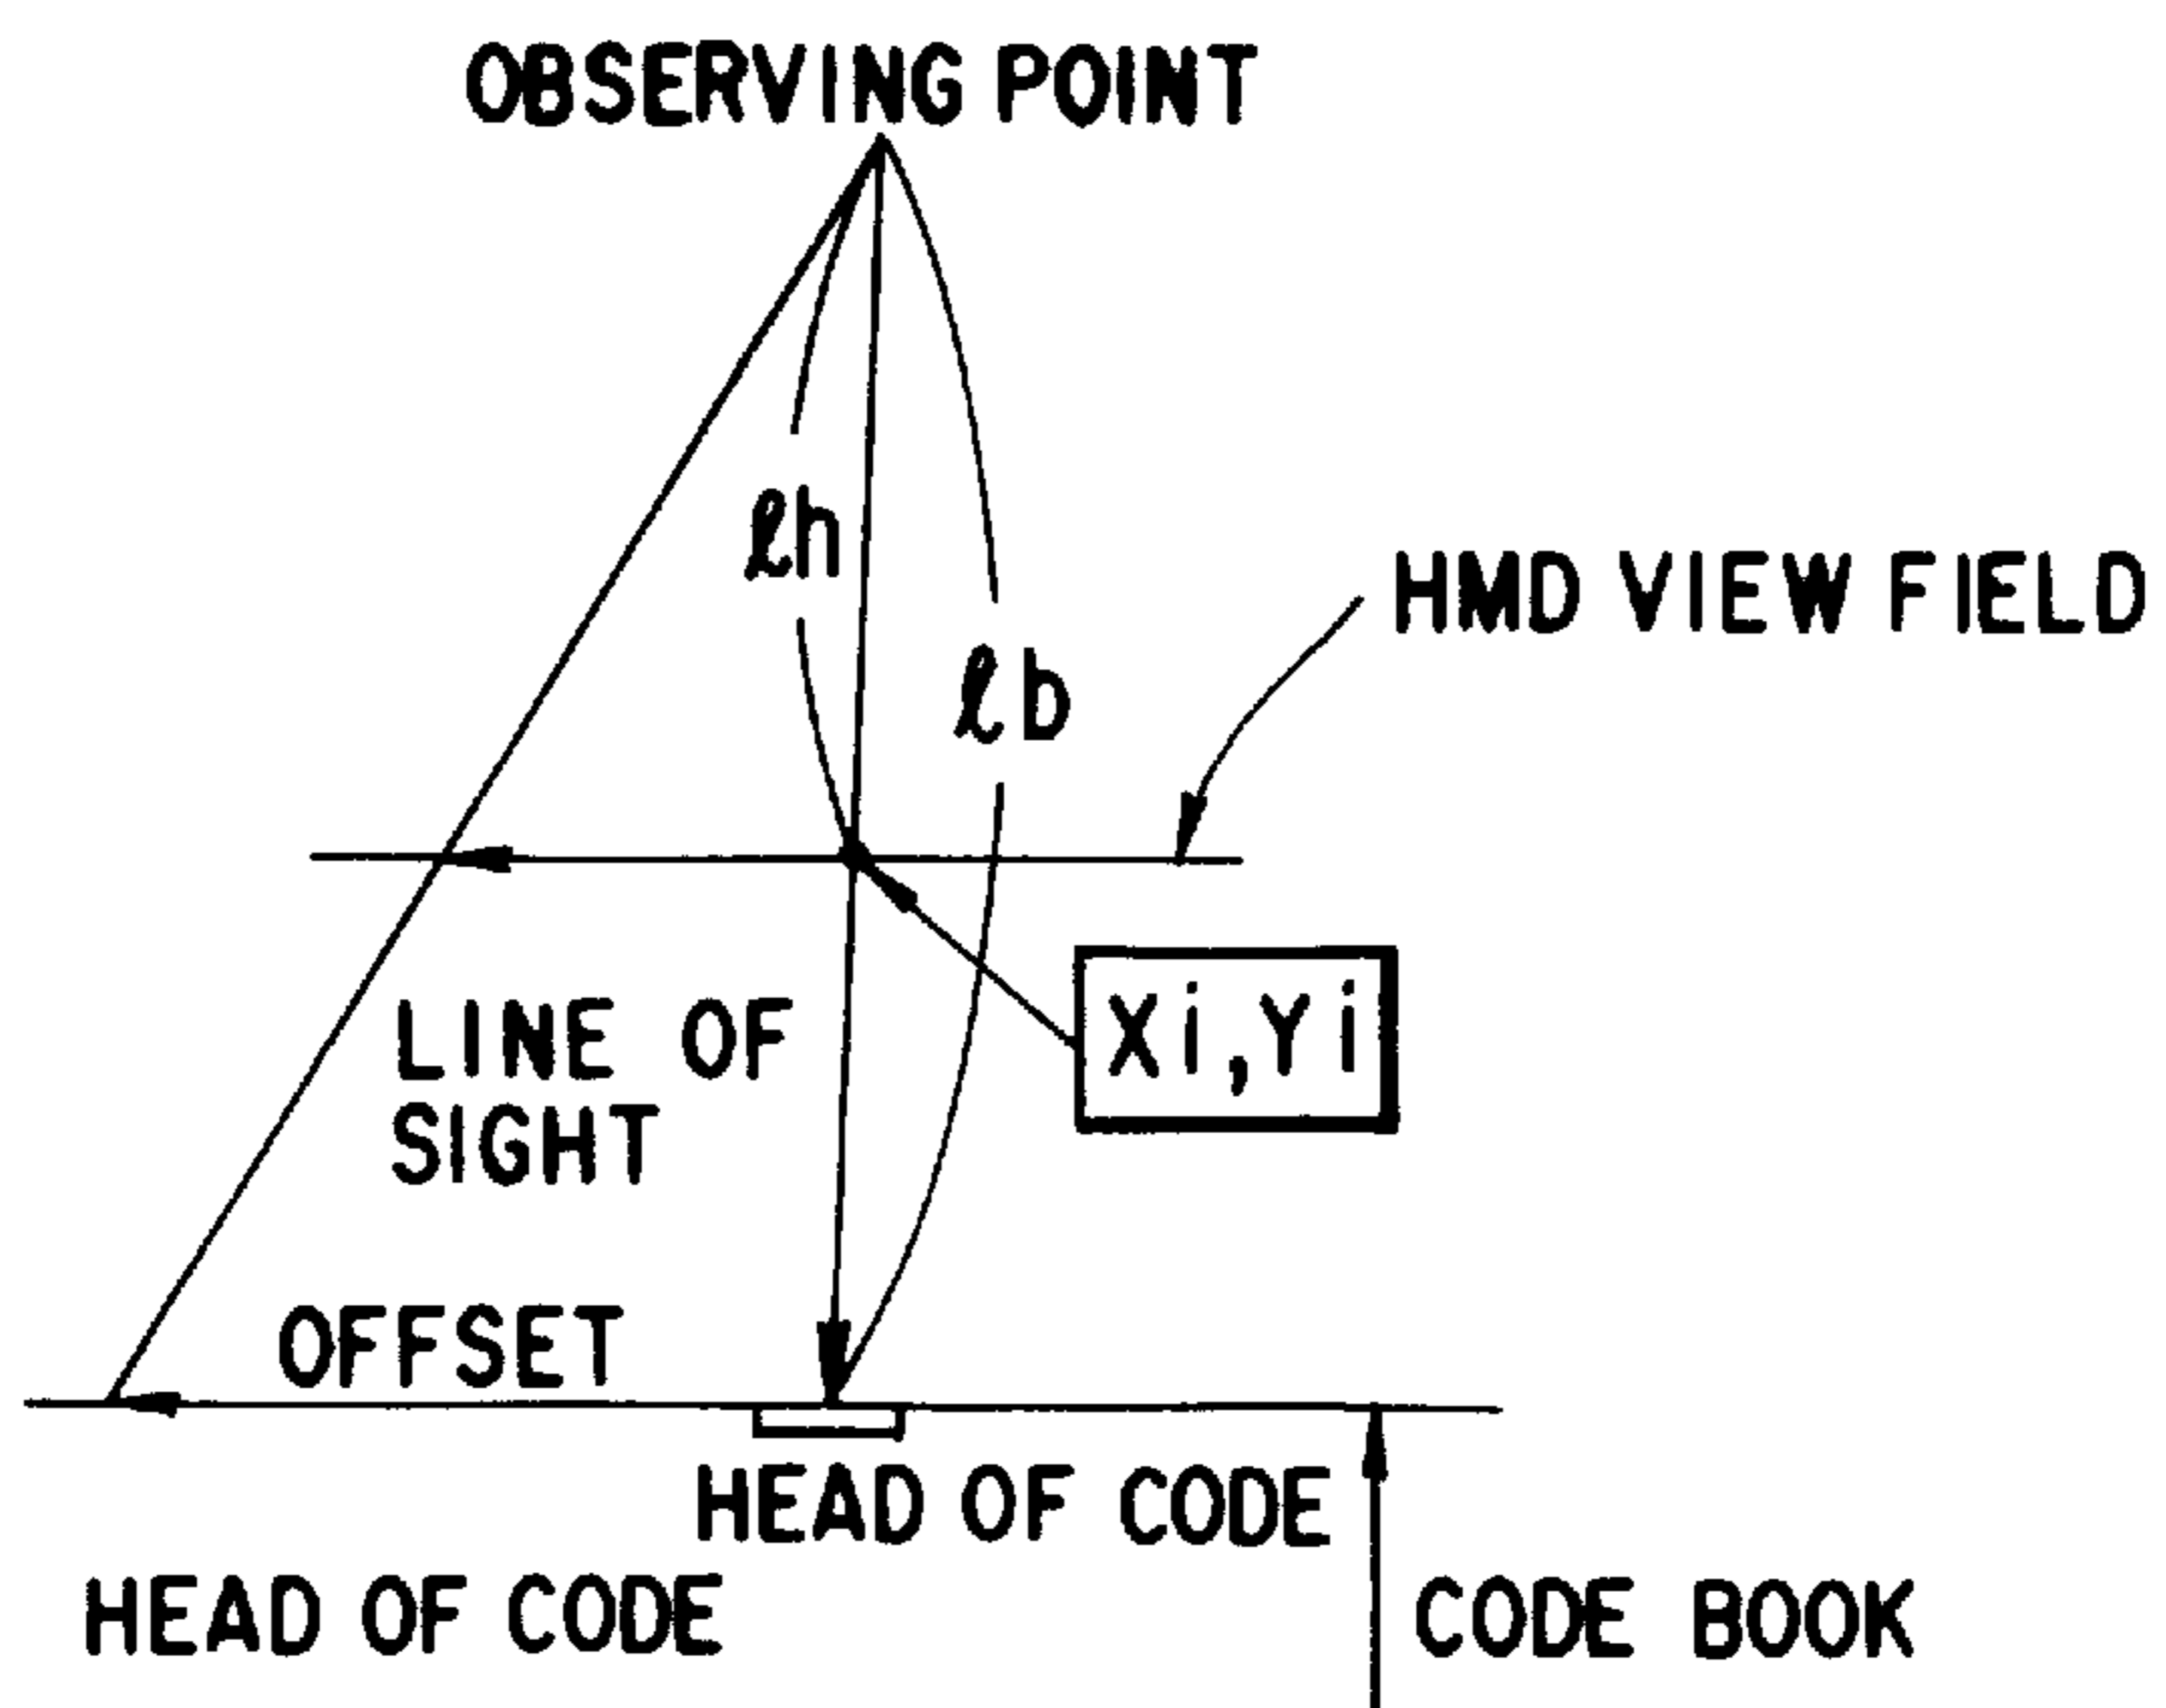 OBSERVING POINT
ℓh
HMD VIEW FIELD
ℓb
Xi,Yi
LINE OF
SIGHT
OFFSET
HEAD OF CODE
HEAD OF CODE
CODE BOOK